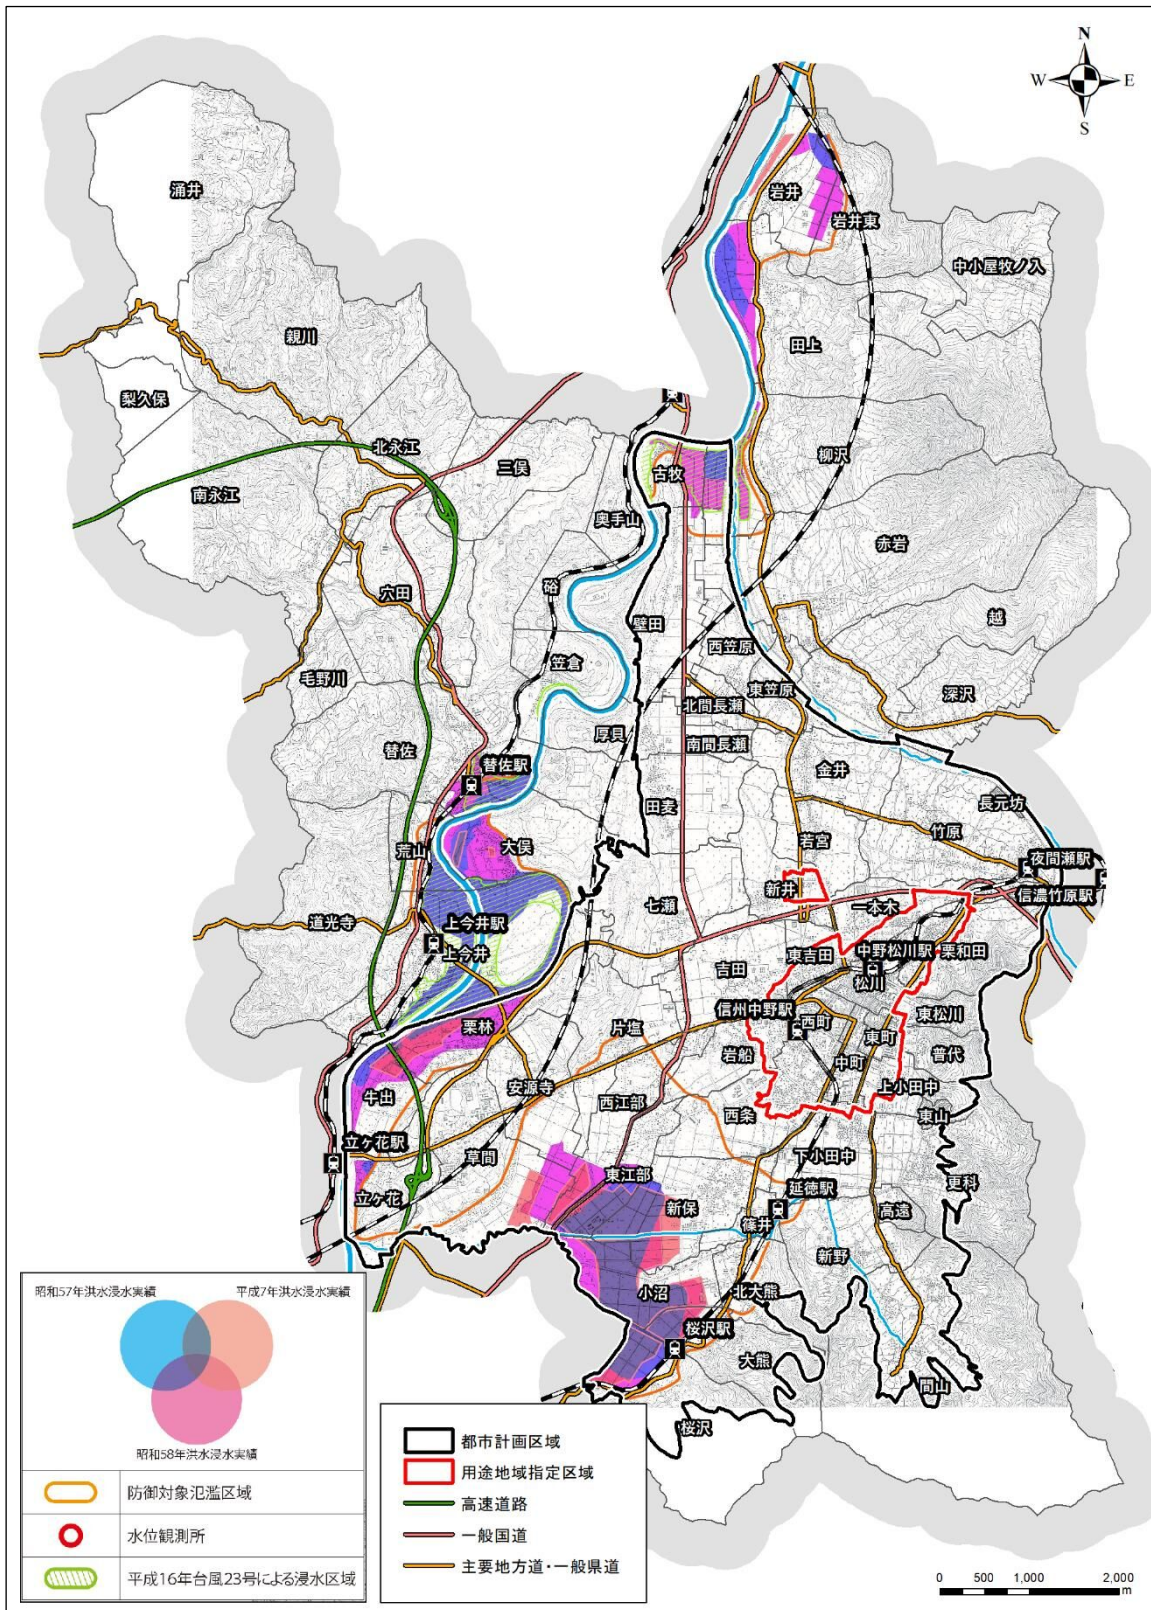 N
W E
S
涌井
岩井
岩井東
中小屋牧ノ入
親川
田上
梨久保
北永江
三俣
柳沢
古牧
南永江
奥手山
赤岩
硲
穴田
壁田
越
西笠原
笠倉
毛野川
東笠原
深沢
北間長瀬
厚貝
南間長瀬
替佐
金井
替佐駅
長元坊
田麦
竹原
若宮
大俣
荒山
夜間瀬駅
新井
信濃竹原駅
七瀬
一本木
道光寺
上今井駅
上今井
東吉田
中野松川駅
栗和田
吉田
松川
信州中野駅
東松川
栗林
片塩
西町
東町
岩船
中町
普代
安源寺
上小田中
牛出
西江部
西条
東山
立ヶ花駅
草間
下小田中
東江部
更科
立ヶ花
延徳駅
新保
高遠
篠井
新野
小沼
北大熊
桜沢駅
大熊
間山
桜沢
昭和57年洪水浸水実績
平成7年洪水浸水実績
昭和58年洪水浸水実績
防御対象氾濫区域
水位観測所
平成16年台風23号による浸水区域
都市計画区域
用途地域指定区域
高速道路
一般国道
主要地方道・一般県道
0 500 1,000 2,000
m